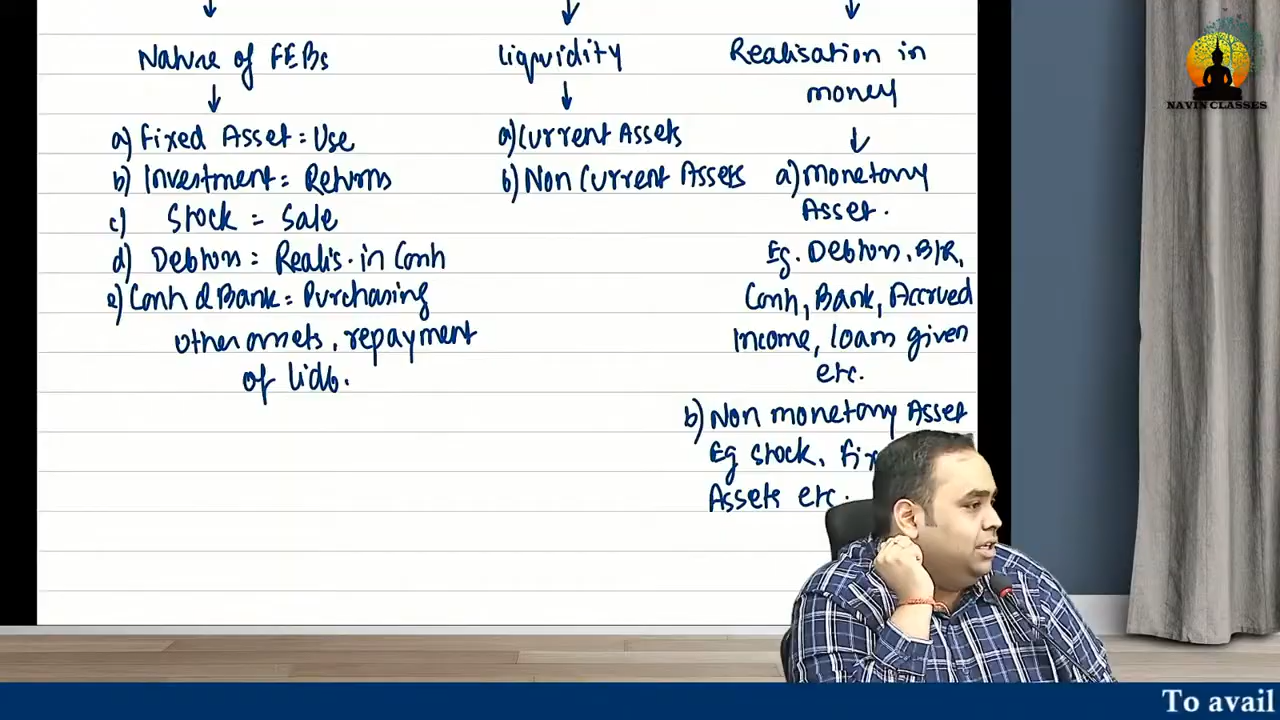 Nature of FEBs
a) Fixed Asset = Use
b) Investment = Returns
c) Stock = Sale
d) Debtors = Realis. in Cash
e) Cash & Bank = Purchasing
other assets, repayment
of liab.
Liquidity
a) Current Assets
b) Non Current Assets
Realisation in
money
a) Monetary
Asset.
Eg. Debtors, B/R,
Cash, Bank, Accrued
Income, loans given
etc.
b) Non monetary Asset
Eg Stock,
Assets etc.
NAVIN CLASSES
To avail